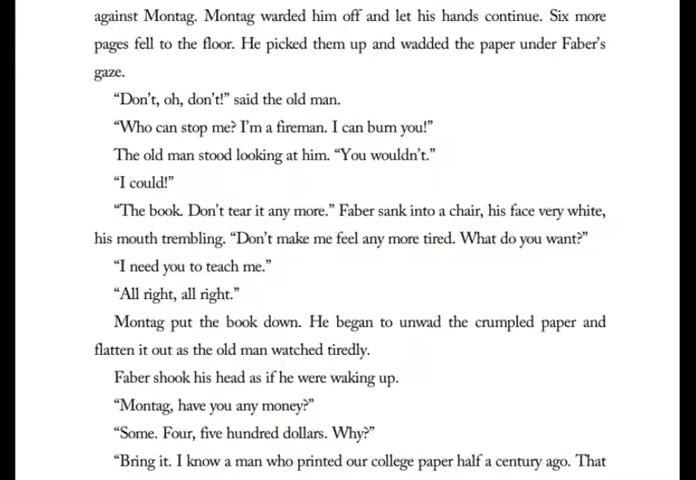 against Montag. Montag warded him off and let his hands continue. Six more
pages fell to the floor. He picked them up and wadded the paper under Faber’s
gaze.
“Don’t, oh, don’t!” said the old man.
“Who can stop me? I’m a fireman. I can burn you!”
The old man stood looking at him. “You wouldn’t.”
“I could!”
“The book. Don’t tear it any more.” Faber sank into a chair, his face very white,
his mouth trembling. “Don’t make me feel any more tired. What do you want?”
“I need you to teach me.”
“All right, all right.”
Montag put the book down. He began to unwad the crumpled paper and
flatten it out as the old man watched tiredly.
Faber shook his head as if he were waking up.
“Montag, have you any money?”
“Some. Four, five hundred dollars. Why?”
“Bring it. I know a man who printed our college paper half a century ago. That